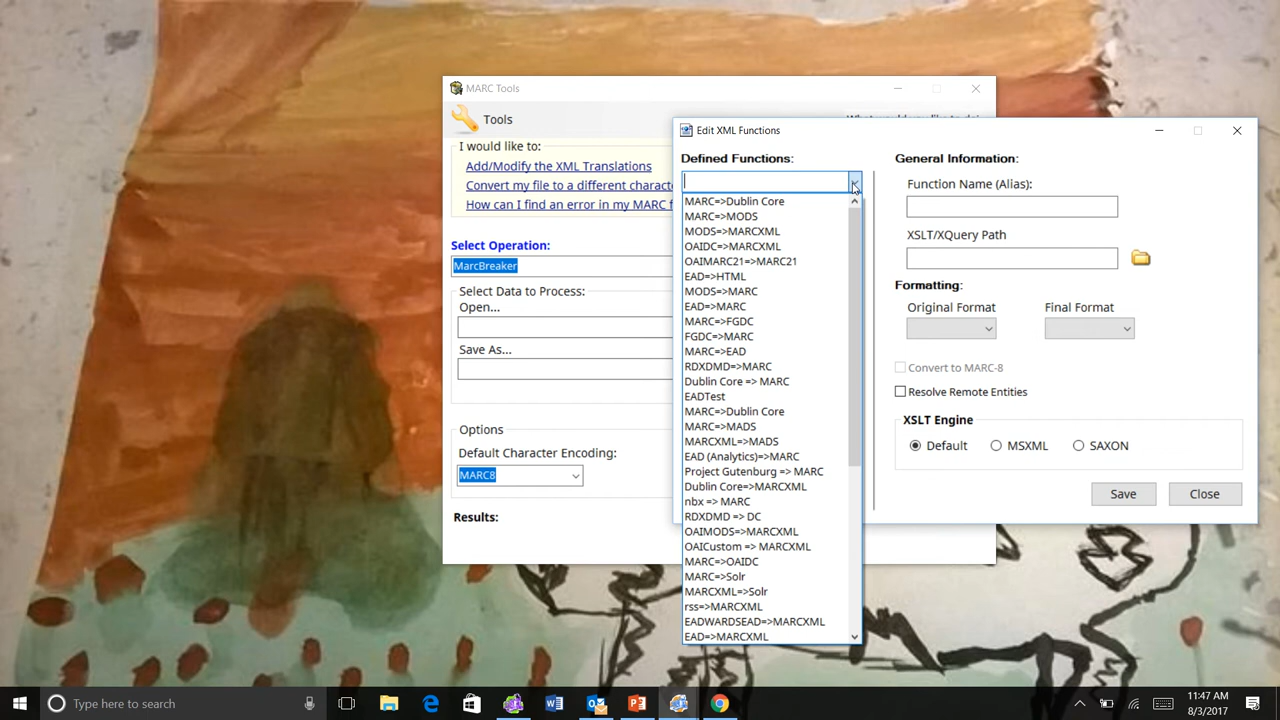 MARC Tools
Tools
I would like to:
Add/Modify the XML Translations
Convert my file to a different characte
How can I find an error in my MARC f
Select Operation:
MarcBreaker
Select Data to Process:
Open...
Save As...
Options
Default Character Encoding:
MARC8
Results:
Edit XML Functions
Defined Functions:
MARC=>Dublin Core
MARC=>MODS
MODS=>MARCXML
OAIDC=>MARCXML
OAIMARC21=>MARC21
EAD=>HTML
MODS=>MARC
EAD=>MARC
MARC=>FGDC
FGDC=>MARC
MARC=>EAD
RDXDMD=>MARC
Dublin Core => MARC
EADTest
MARC=>Dublin Core
MARC=>MADS
MARCXML=>MADS
EAD (Analytics)=>MARC
Project Gutenburg => MARC
Dublin Core=>MARCXML
nbx => MARC
RDXDMD => DC
OAIMODS=>MARCXML
OAICustom => MARCXML
MARC=>OAIDC
MARC=>Solr
MARCXML=>Solr
rss=>MARCXML
EADWARDSEAD=>MARCXML
EAD=>MARCXML
General Information:
Function Name (Alias):
XSLT/XQuery Path
Formatting:
Original Format Final Format
Convert to MARC-8
Resolve Remote Entities
XSLT Engine
Default MSXML SAXON
Save Close
Type here to search
11:47 AM
8/3/2017